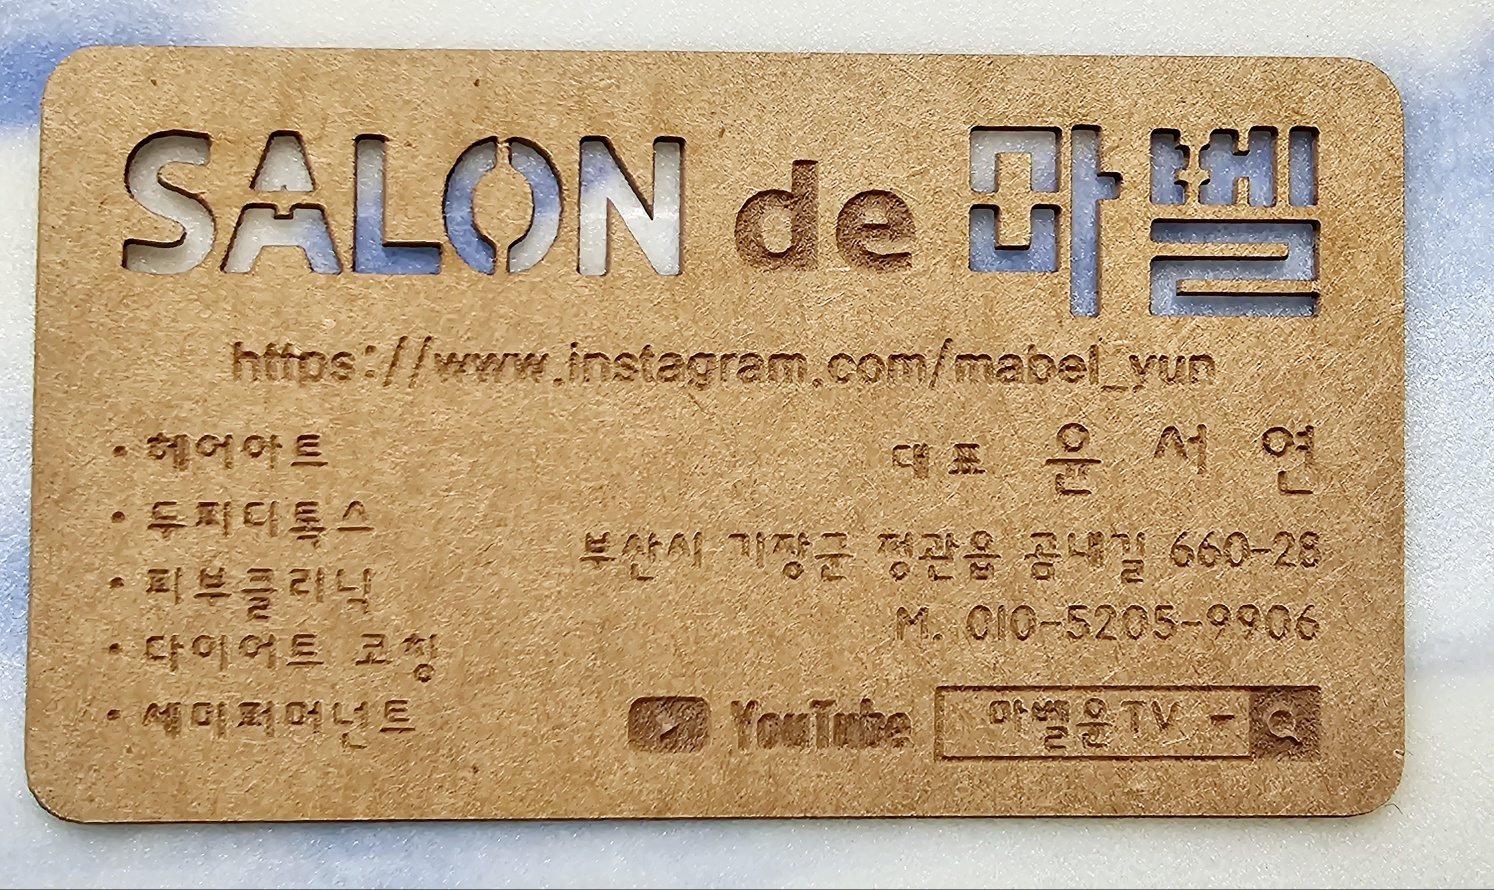 SALON de 마벨
https://www.instagram.com/mabel_yun
• 헤어아트
• 두피디톡스
• 피부클리닉
• 다이어트 코칭
• 세미퍼머넌트
대표 윤 서 연
부산시 기장군 정관읍 곰내길 660-28
M. 010-5205-9906
YouTube 마벨윤TV